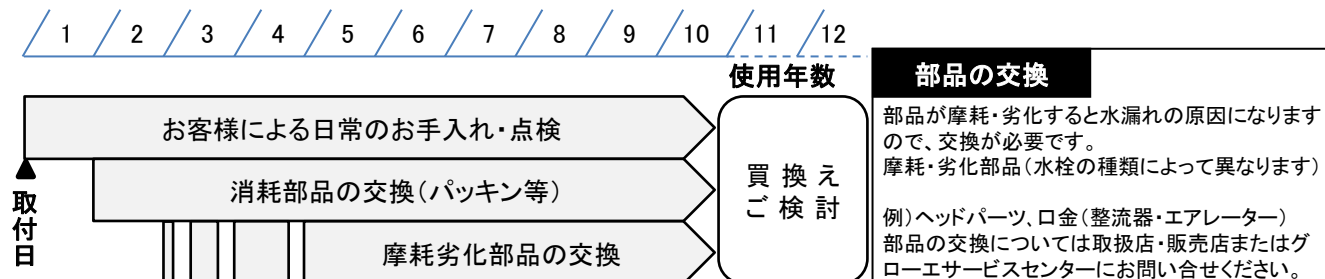 1 2 3 4 5 6 7 8 9 10 11 12
使用年数
お客様による日常のお手入れ・点検
消耗部品の交換(パッキン等)
摩耗劣化部品の交換
取付日
買換え
ご検討
部品の交換
部品が摩耗・劣化すると水漏れの原因になります
ので、交換が必要です。
摩耗・劣化部品(水栓の種類によって異なります)
例)ヘッドパーツ、口金(整流器・エアレーター)
部品の交換については取扱店・販売店またはグ
ローエサービスセンターにお問い合せください。